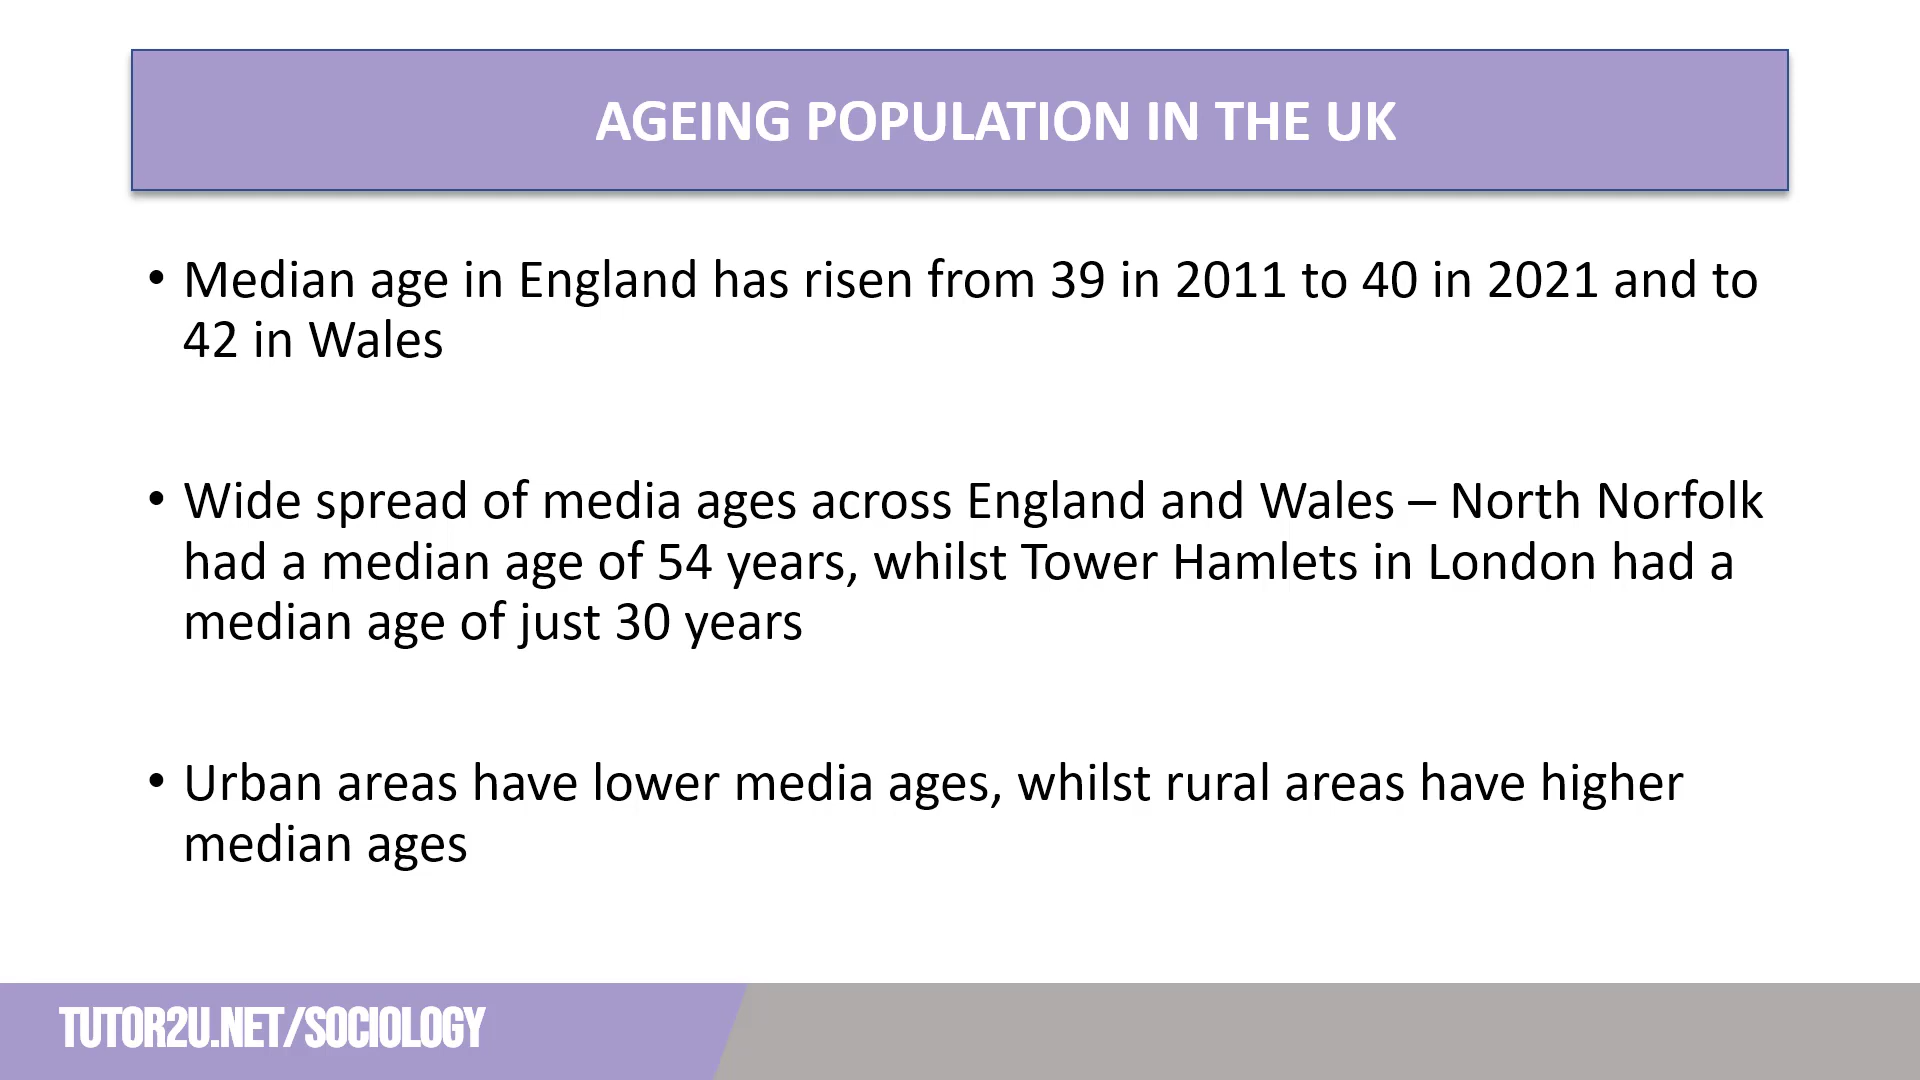 AGEING POPULATION IN THE UK
• Median age in England has risen from 39 in 2011 to 40 in 2021 and to
42 in Wales
• Wide spread of media ages across England and Wales – North Norfolk
had a median age of 54 years, whilst Tower Hamlets in London had a
median age of just 30 years
• Urban areas have lower media ages, whilst rural areas have higher
median ages
TUTOR2U.NET/SOCIOLOGY